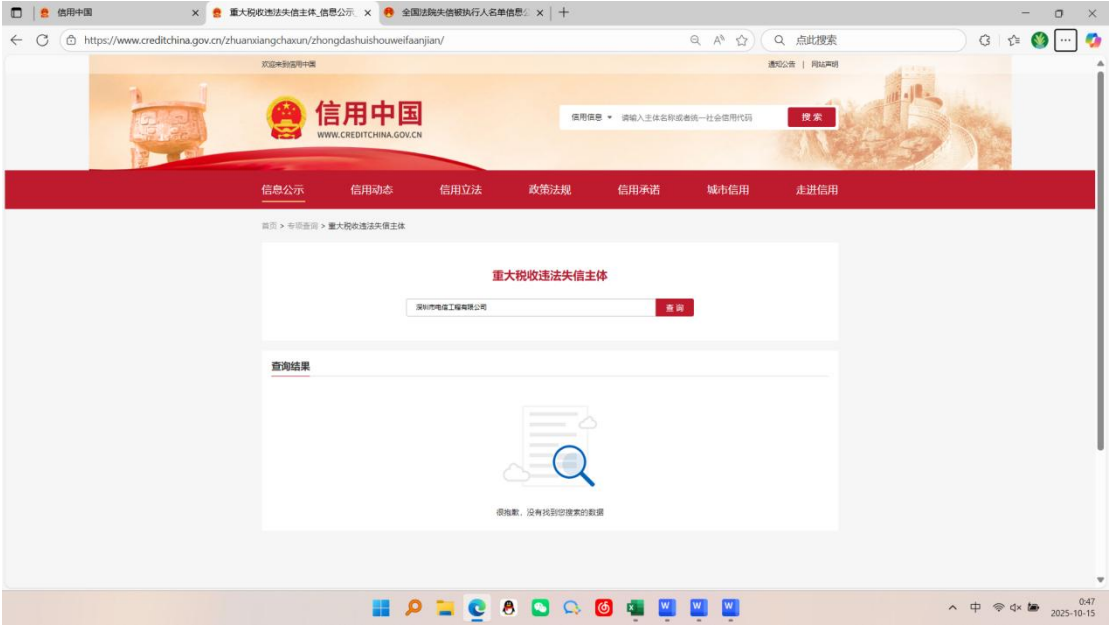 信用中国
重大税收违法失信主体_信息公示_
全国法院失信被执行人名单信息公
https://www.creditchina.gov.cn/zhuanxiangchaxun/zhongdashuishouweifaanjian/
点此搜索
欢迎来到信用中国
通知公告 | 网站声明
信用中国
WWW.CREDITCHINA.GOV.CN
信用信息
请输入主体名称或者统一社会信用代码
搜索
信息公示 信用动态 信用立法 政策法规 信用承诺 城市信用 走进信用
首页 > 专项查询 > 重大税收违法失信主体
重大税收违法失信主体
深圳市电信工程有限公司
查询
查询结果
很抱歉，没有找到您搜索的数据
中
0:47
2025-10-15